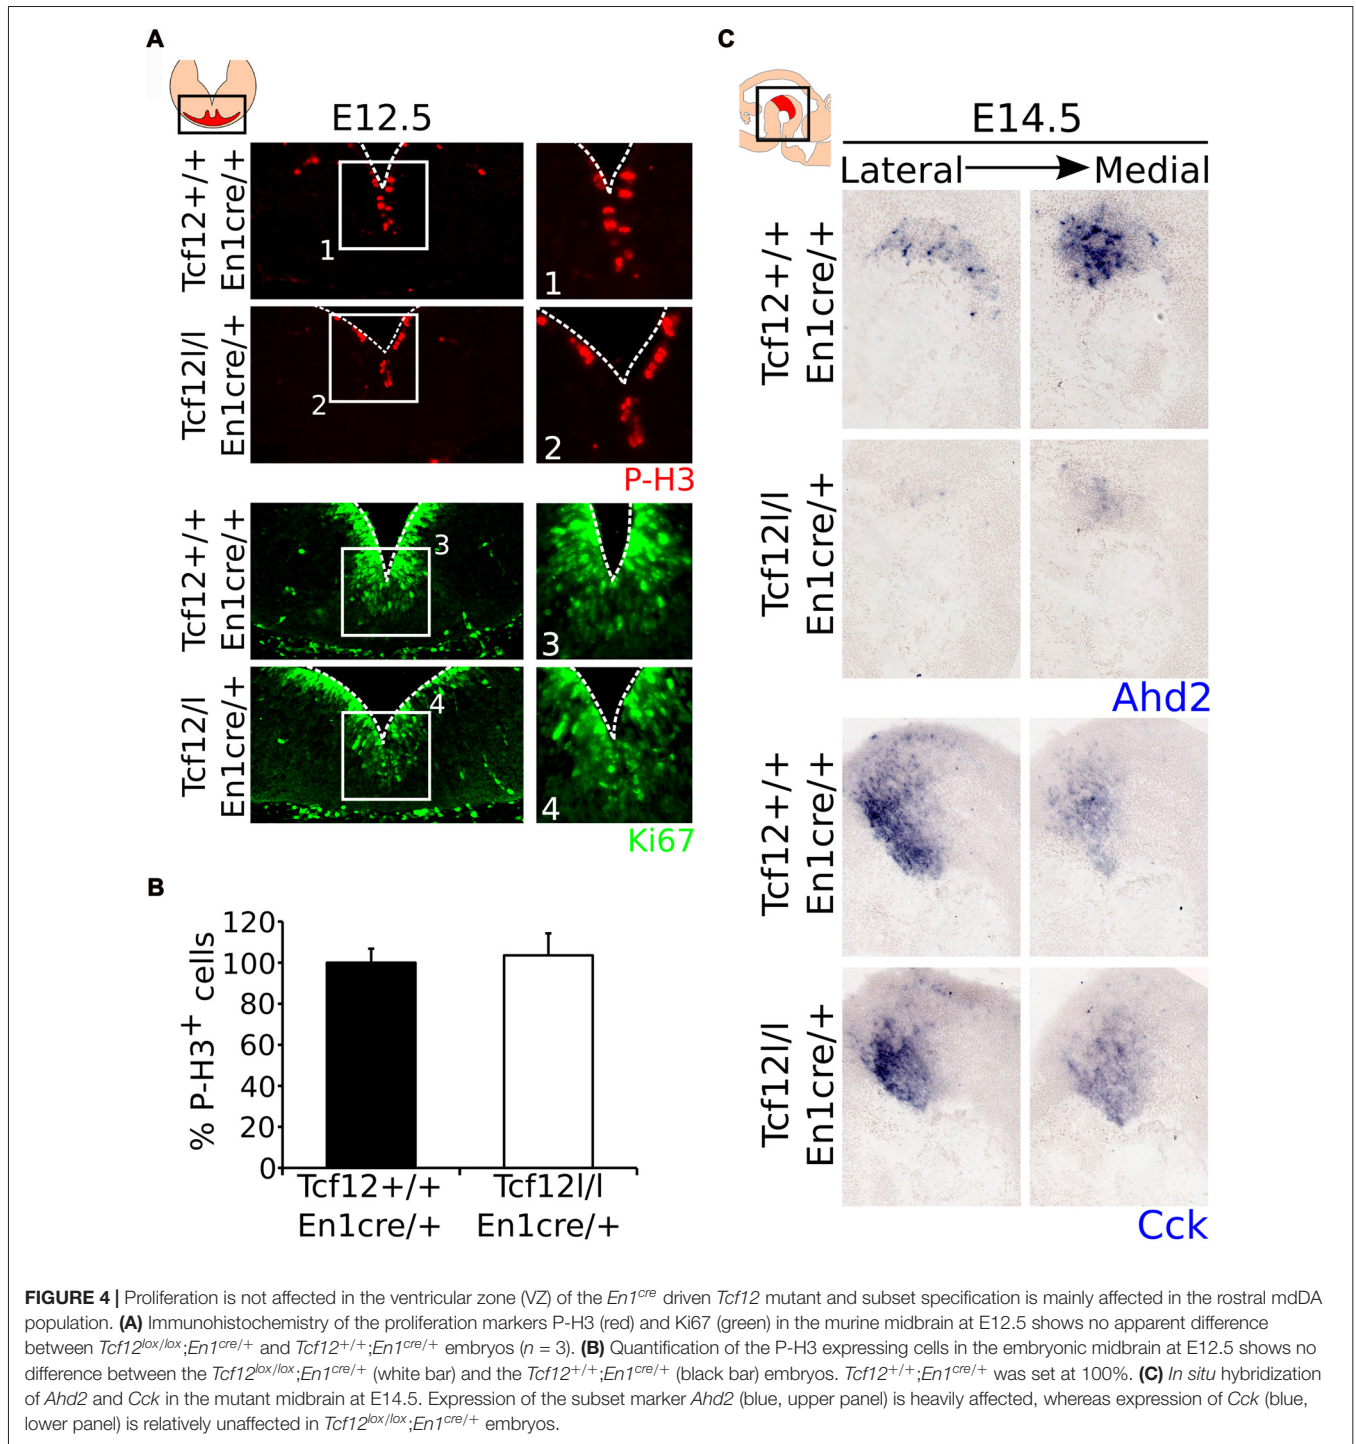 A
E12.5
Tcf12+/+
En1cre/+
1
1
Tcf12l/l
En1cre/+
2
2
P-H3
Tcf12+/+
En1cre/+
3
3
Tcf12/l
En1cre/+
4
4
Ki67
B
% P-H3+ cells
120
100
80
60
40
20
0
Tcf12+/+
En1cre/+
Tcf12l/l
En1cre/+
C
E14.5
Lateral Medial
Tcf12+/+
En1cre/+
Tcf12l/l
En1cre/+
Ahd2
Tcf12+/+
En1cre/+
Tcf12l/l
En1cre/+
Cck
FIGURE 4 | Proliferation is not affected in the ventricular zone (VZ) of the En1cre driven Tcf12 mutant and subset specification is mainly affected in the rostral mdDA
population. (A) Immunohistochemistry of the proliferation markers P-H3 (red) and Ki67 (green) in the murine midbrain at E12.5 shows no apparent difference
between Tcf12lox/lox;En1cre/+ and Tcf12+/+;En1cre/+ embryos (n = 3). (B) Quantification of the P-H3 expressing cells in the embryonic midbrain at E12.5 shows no
difference between the Tcf12lox/lox;En1cre/+ (white bar) and the Tcf12+/+;En1cre/+ (black bar) embryos. Tcf12+/+;En1cre/+ was set at 100%. (C) In situ hybridization
of Ahd2 and Cck in the mutant midbrain at E14.5. Expression of the subset marker Ahd2 (blue, upper panel) is heavily affected, whereas expression of Cck (blue,
lower panel) is relatively unaffected in Tcf12lox/lox;En1cre/+ embryos.